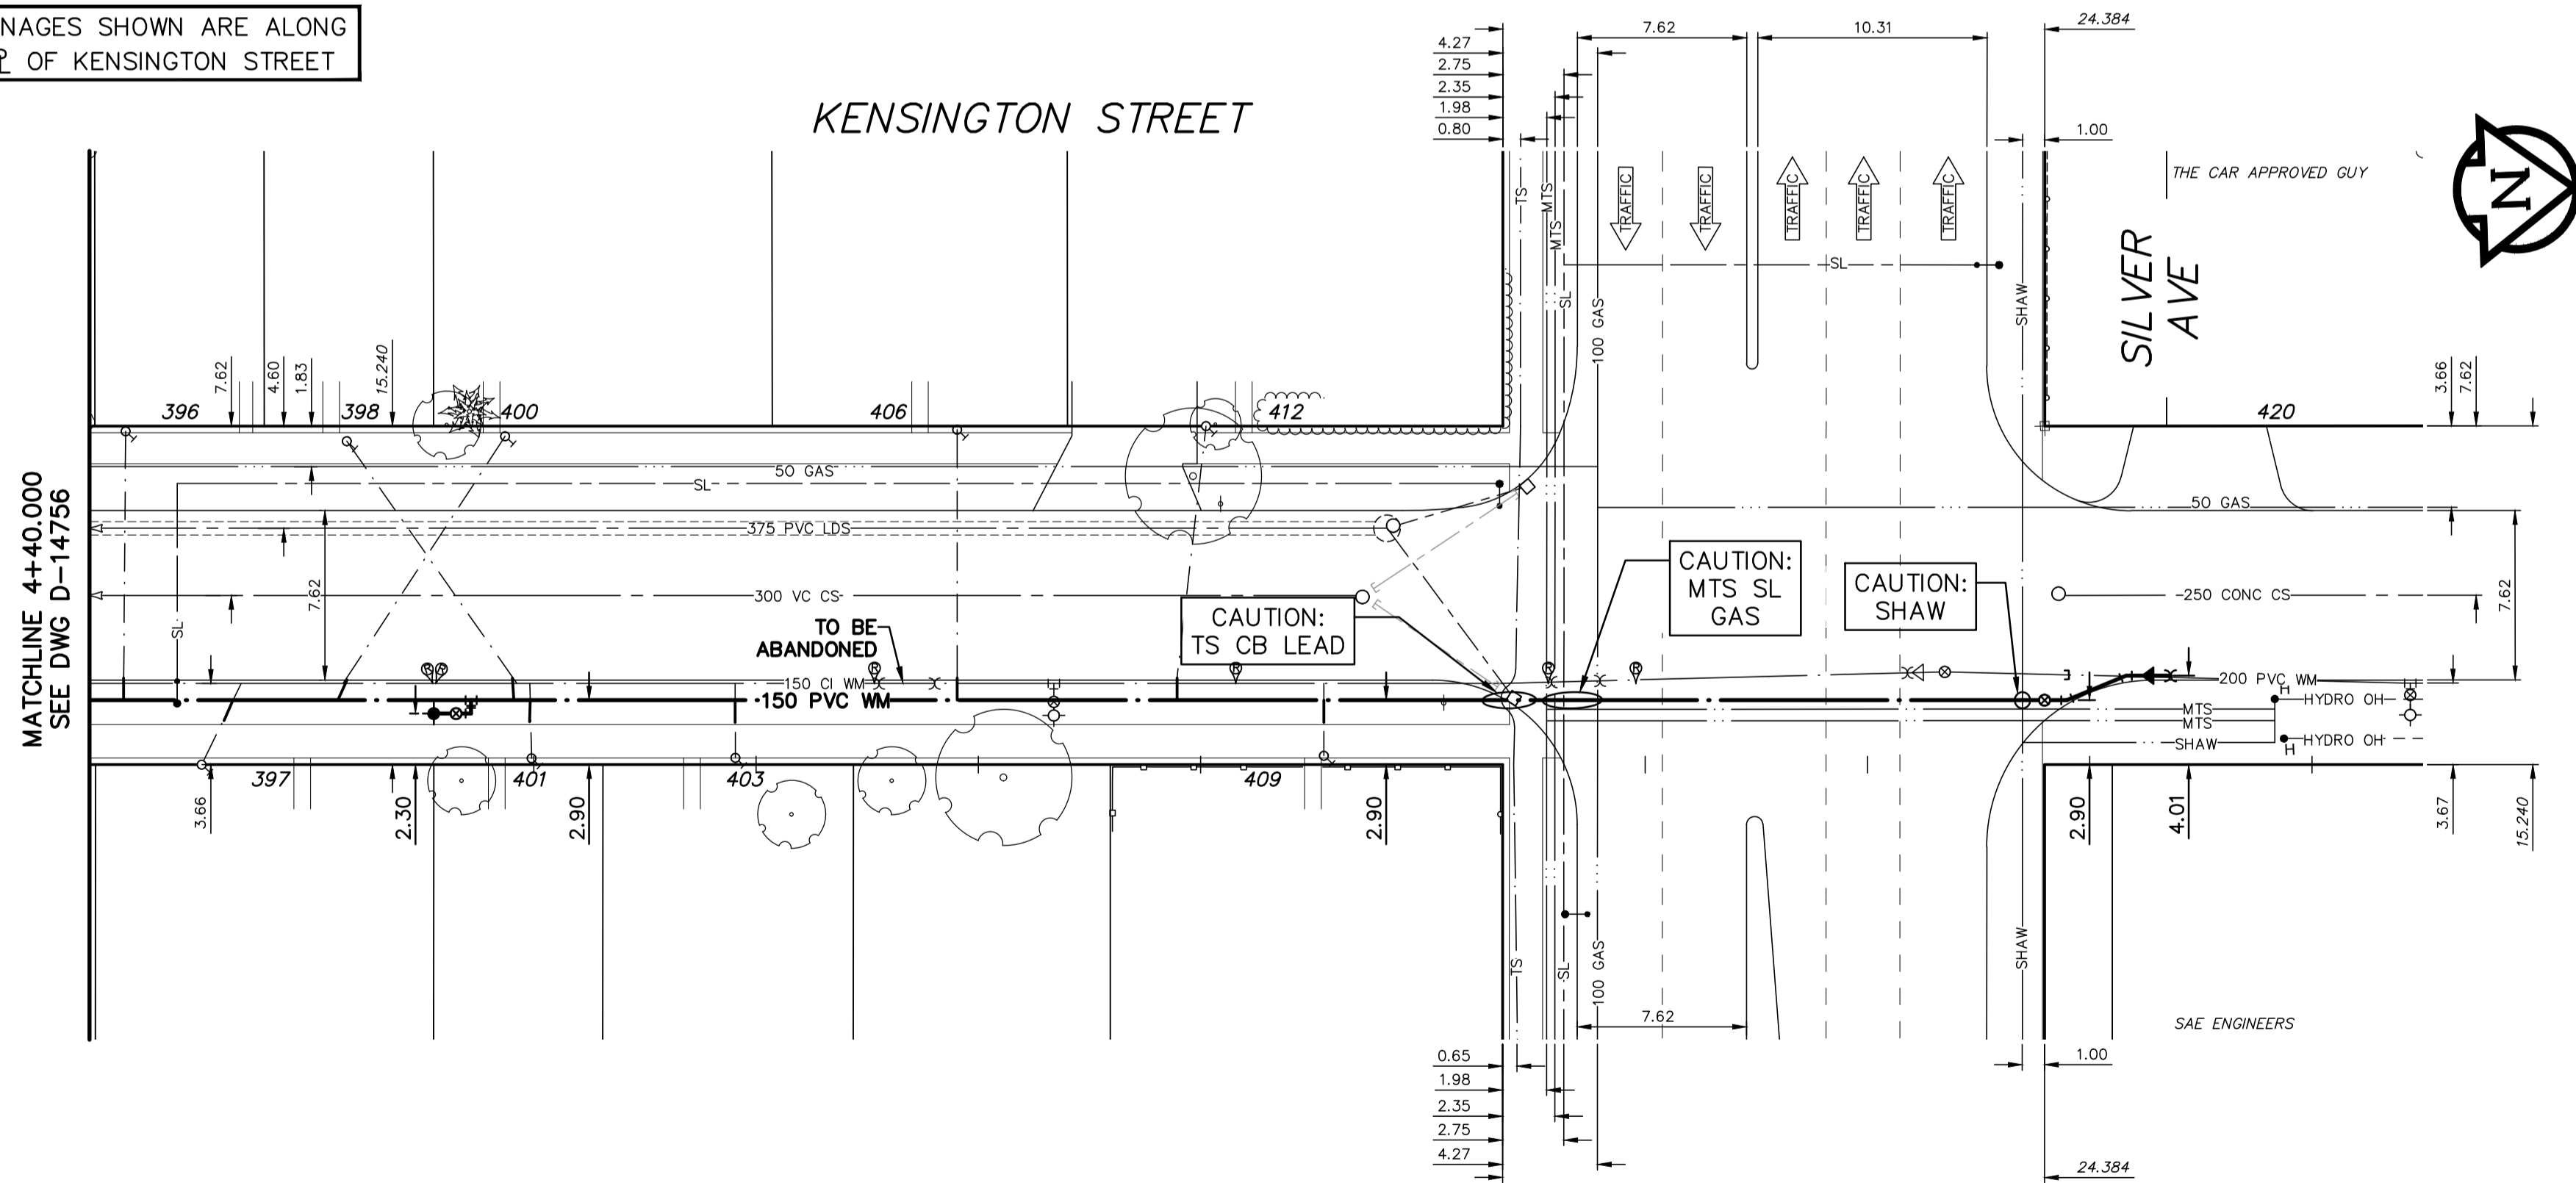 NAGES SHOWN ARE ALONG
OF KENSINGTON STREET
KENSINGTON STREET
4.27
2.75
2.35
1.98
0.80
7.62
10.31
24.384
1.00
THE CAR APPROVED GUY
N
SILVER
AVE
TS
MTS
MTS
SL
100 GAS
TRAFFIC
TRAFFIC
TRAFFIC
TRAFFIC
TRAFFIC
SL
SHAW
MATCHLINE 4+40.000
SEE DWG D-14756
7.62
4.60
1.83
15.240
396
398
400
406
412
420
3.66
7.62
50 GAS
SL
375 PVC LDS
7.62
300 VC CS
SL
TO BE
ABANDONED
150 CI WM
150 PVC WM
CAUTION:
TS CB LEAD
CAUTION:
MTS SL
GAS
CAUTION:
SHAW
50 GAS
250 CONC CS
7.62
200 PVC WM
R
R
R
R
R
R
H
HYDRO OH
MTS
MTS
SHAW
H
HYDRO OH
397
401
403
409
3.66
2.30
2.90
2.90
2.90
4.01
3.67
15.240
TS
SL
100 GAS
SHAW
7.62
SAE ENGINEERS
0.65
1.98
2.35
2.75
4.27
1.00
24.384